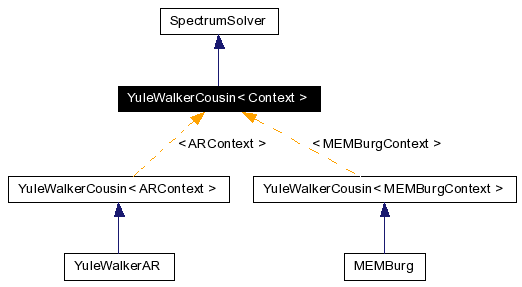 SpectrumSolver
YuleWalkerCousin< Context >
< ARContext >
< MEMBurgContext >
YuleWalkerCousin< ARContext >
YuleWalkerCousin< MEMBurgContext >
YuleWalkerAR
MEMBurg